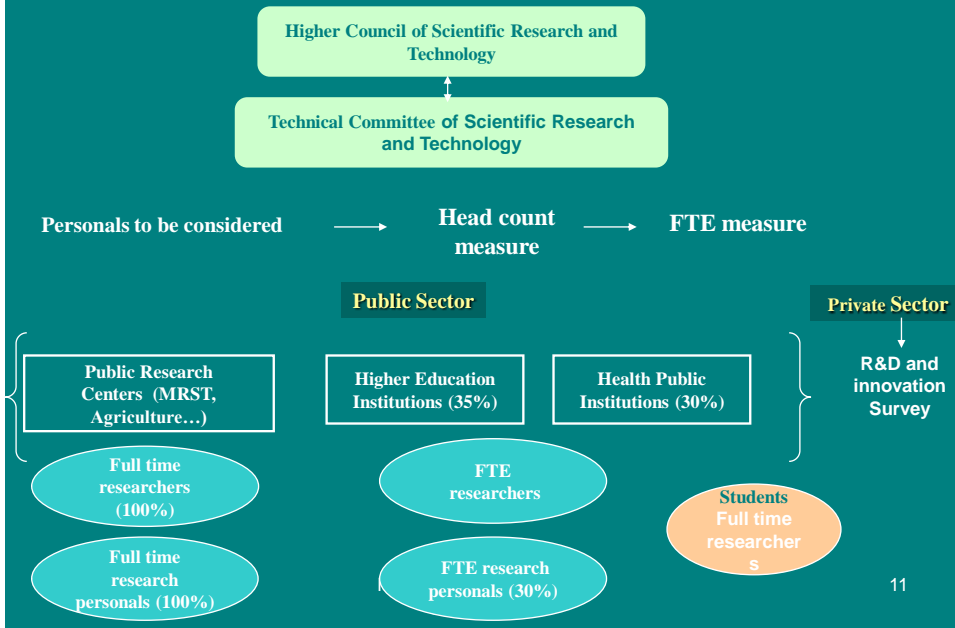 Higher Council of Scientific Research and
Technology
Technical Committee of Scientific Research
and Technology
Personals to be considered
Head count
measure
FTE measure
Public Sector
Private Sector
Public Research
Centers (MRST,
Agriculture…)
Higher Education
Institutions (35%)
Health Public
Institutions (30%)
R&D and
innovation
Survey
Full time
researchers
(100%)
FTE
researchers
Students
Full time
researcher
s
Full time
research
personals (100%)
FTE research
personals (30%)
11